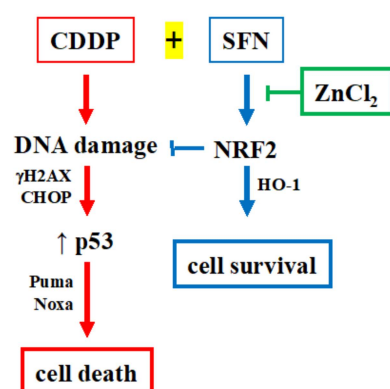 CDDP + SFN
ZnCl₂
DNA damage NRF2
γH2AX
CHOP
HO-1
↑ p53
cell survival
Puma
Noxa
cell death